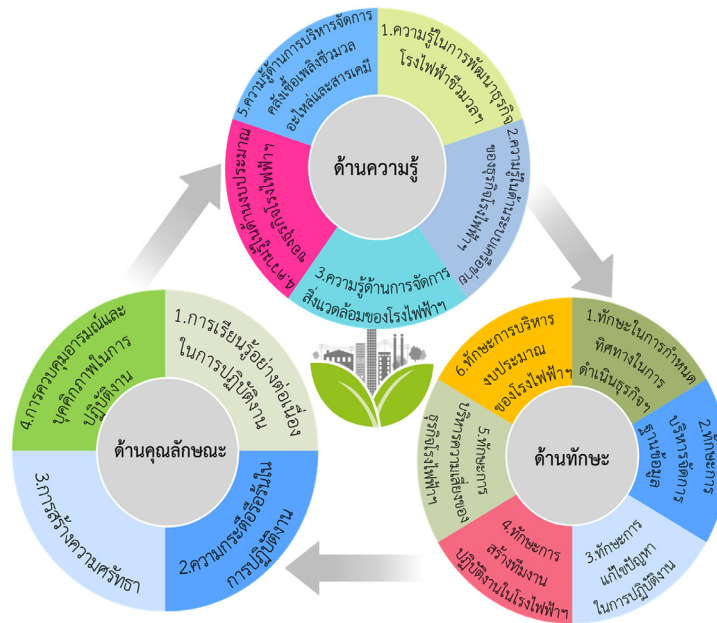 ด้านความรู้
1.ความรู้ในการพัฒนาธุรกิจ
โรงไฟฟ้าชีวมวลฯ
2.ความรู้ในด้านระบบเครือข่าย
ของธุรกิจโรงไฟฟ้าฯ
3.ความรู้ด้านการจัดการ
สิ่งแวดล้อมของโรงไฟฟ้าฯ
4.ความรู้ในด้านงบประมาณ
ของธุรกิจโรงไฟฟ้าฯ
5.ความรู้ด้านการบริหารจัดการ
คลังเชื้อเพลิงชีวมวล
อะไหล่และสารเคมี
ด้านทักษะ
1.ทักษะในการกำหนด
ทิศทางในการ
ดำเนินธุรกิจฯ
2.ทักษะการ
บริหารจัดการ
ฐานข้อมูล
3.ทักษะการ
แก้ไขปัญหา
ในการปฏิบัติงาน
4.ทักษะการ
สร้างทีมงาน
ปฏิบัติงานในโรงไฟฟ้าฯ
5.ทักษะการ
บริหารความเสี่ยงของ
ธุรกิจโรงไฟฟ้าฯ
6.ทักษะการบริหาร
งบประมาณ
ของโรงไฟฟ้าฯ
ด้านคุณลักษณะ
1.การเรียนรู้อย่างต่อเนื่อง
ในการปฏิบัติงาน
2.ความกระตือรือร้นใน
การปฏิบัติงาน
3.การสร้างความศรัทธา
4.การควบคุมอารมณ์และ
บุคลิกภาพในการ
ปฏิบัติงาน